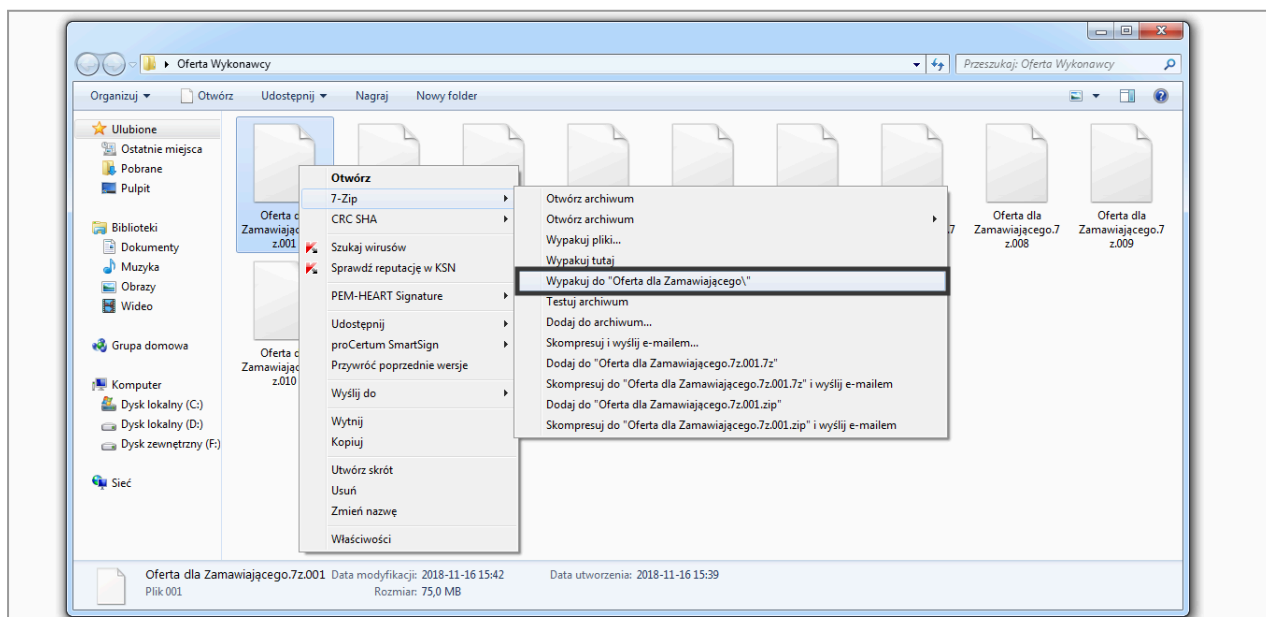 Oferta Wykonawcy
Przeszukaj: Oferta Wykonawcy
Organizuj
Otwórz
Udostępnij
Nagraj
Nowy folder
Ulubione
Ostatnie miejsca
Pobrane
Pulpit
Biblioteki
Dokumenty
Muzyka
Obrazy
Wideo
Grupa domowa
Komputer
Dysk lokalny (C:)
Dysk lokalny (D:)
Dysk zewnętrzny (F:)
Sieć
Oferta d
Zamawiając
z.001
.7
Oferta dla
Zamawiającego.7
z.008
Oferta dla
Zamawiającego.7
z.009
Oferta d
Zamawiając
z.010
Otwórz
7-Zip
CRC SHA
Szukaj wirusów
Sprawdź reputację w KSN
PEM-HEART Signature
Udostępnij
proCertum SmartSign
Przywróć poprzednie wersje
Wyślij do
Wytnij
Kopiuj
Utwórz skrót
Usuń
Zmień nazwę
Właściwości
Otwórz archiwum
Otwórz archiwum
Wypakuj pliki...
Wypakuj tutaj
Wypakuj do "Oferta dla Zamawiającego\"
Testuj archiwum
Dodaj do archiwum...
Skompresuj i wyślij e-mailem...
Dodaj do "Oferta dla Zamawiającego.7z.001.7z"
Skompresuj do "Oferta dla Zamawiającego.7z.001.7z" i wyślij e-mailem
Dodaj do "Oferta dla Zamawiającego.7z.001.zip"
Skompresuj do "Oferta dla Zamawiającego.7z.001.zip" i wyślij e-mailem
Oferta dla Zamawiającego.7z.001 Data modyfikacji: 2018-11-16 15:42 Data utworzenia: 2018-11-16 15:39
Plik 001 Rozmiar: 75,0 MB